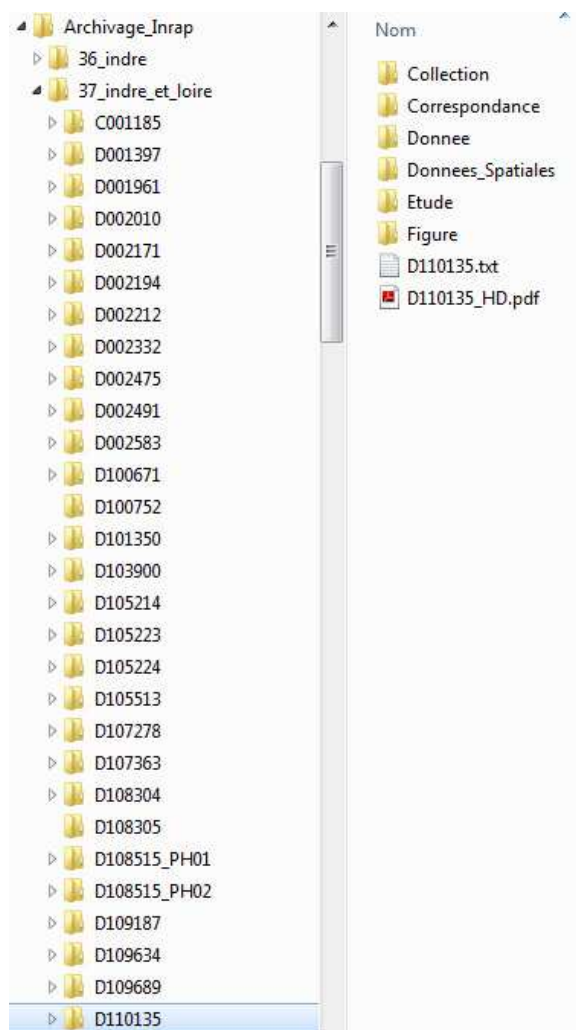 Archivage_Inrap
36_indre
37_indre_et_loire
C001185
D001397
D001961
D002010
D002171
D002194
D002212
D002332
D002475
D002491
D002583
D100671
D100752
D101350
D103900
D105214
D105223
D105224
D105513
D107278
D107363
D108304
D108305
D108515_PH01
D108515_PH02
D109187
D109634
D109689
D110135
Nom
Collection
Correspondance
Donnee
Donnees_Spatiales
Etude
Figure
D110135.txt
D110135_HD.pdf